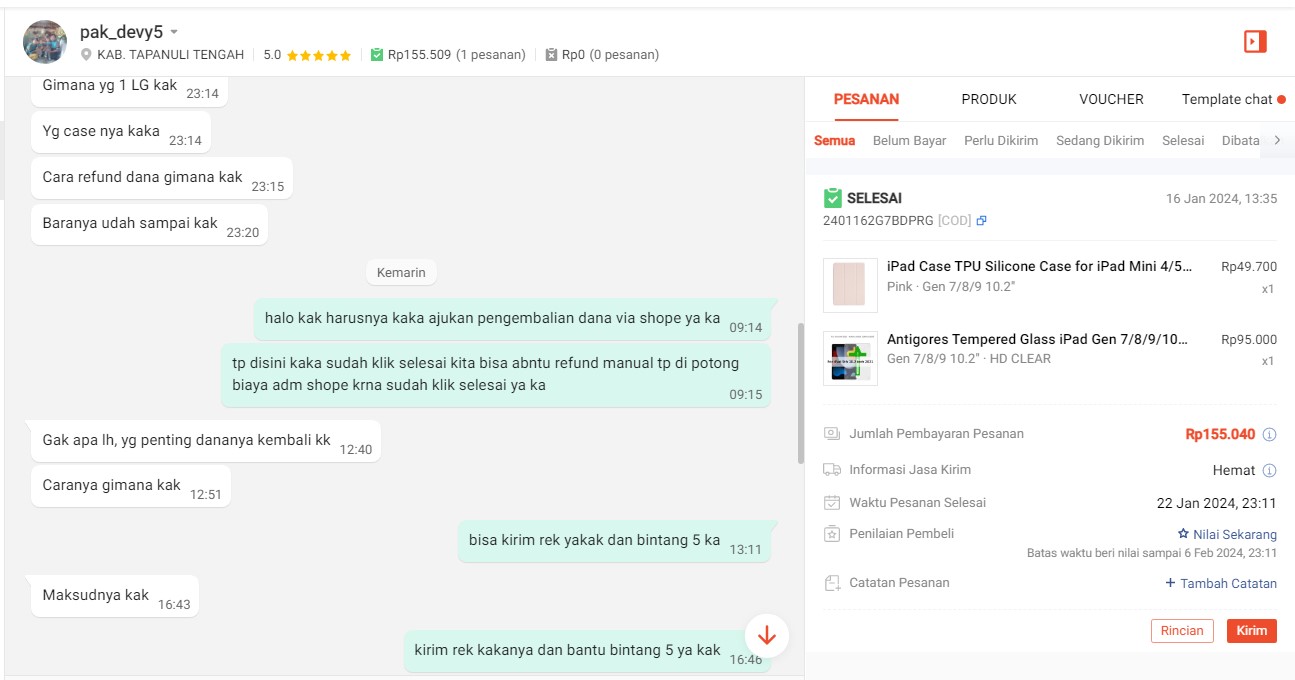 pak_devy5
KAB. TAPANULI TENGAH
5.0
Rp155.509 (1 pesanan)
Rp0 (0 pesanan)
Gimana yg 1 LG kak 23:14
Yg case nya kaka 23:14
Cara refund dana gimana kak 23:15
Baranya udah sampai kak 23:20
Kemarin
halo kak harusnya kaka ajukan pengembalian dana via shope ya ka 09:14
tp disini kaka sudah klik selesai kita bisa abntu refund manual tp di potong
biaya adm shope krna sudah klik selesai ya ka 09:15
Gak apa lh, yg penting dananya kembali kk 12:40
Caranya gimana kak 12:51
bisa kirim rek yakak dan bintang 5 ka 13:11
Maksudnya kak 16:43
kirim rek kakanya dan bantu bintang 5 ya kak 16:46
PESANAN
PRODUK
VOUCHER
Template chat
Semua
Belum Bayar
Perlu Dikirim
Sedang Dikirim
Selesai
Dibata
SELESAI
16 Jan 2024, 13:35
2401162G7BDPRG [COD]
iPad Case TPU Silicone Case for iPad Mini 4/5... Rp49.700
Pink · Gen 7/8/9 10.2" x1
Antigores Tempered Glass iPad Gen 7/8/9/10... Rp95.000
Gen 7/8/9 10.2" · HD CLEAR x1
Jumlah Pembayaran Pesanan Rp155.040
Informasi Jasa Kirim Hemat
Waktu Pesanan Selesai 22 Jan 2024, 23:11
Penilaian Pembeli Nilai Sekarang
Batas waktu beri nilai sampai 6 Feb 2024, 23:11
Catatan Pesanan + Tambah Catatan
Rincian
Kirim